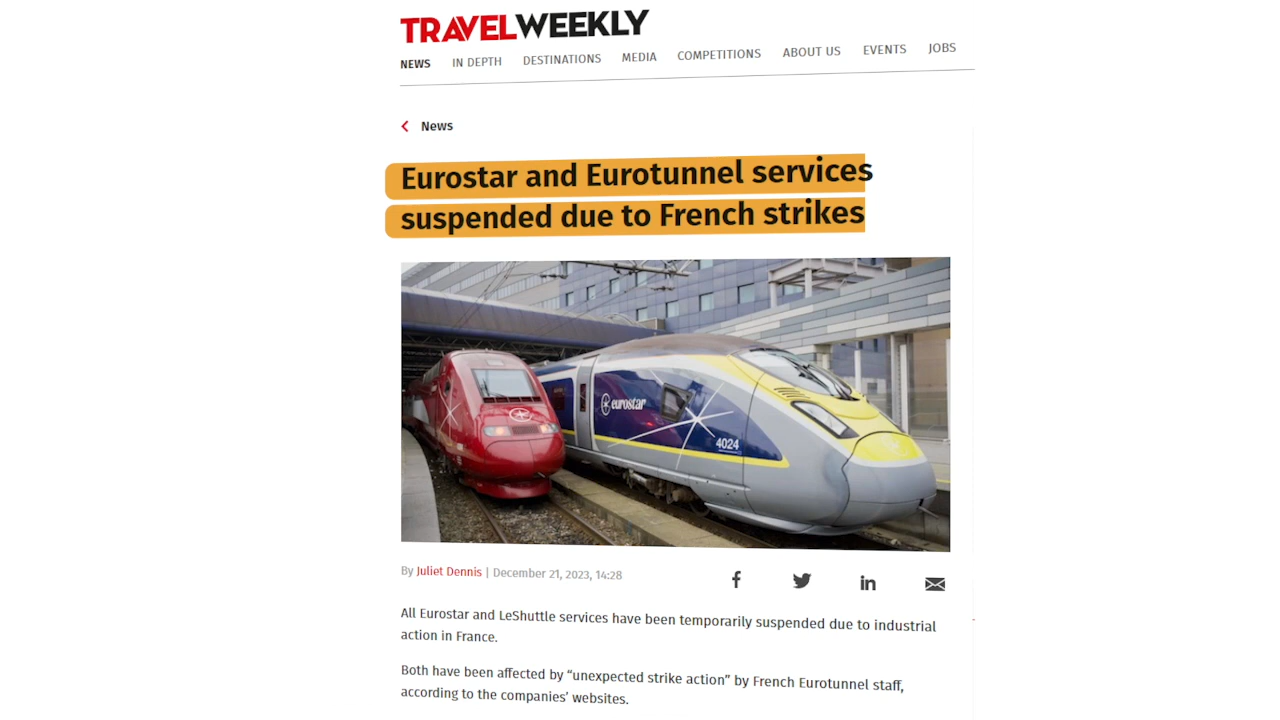 TRAVELWEEKLY
NEWS IN DEPTH DESTINATIONS MEDIA COMPETITIONS ABOUT US EVENTS JOBS
News
Eurostar and Eurotunnel services
suspended due to French strikes
eurostar
4024
By Juliet Dennis | December 21, 2023, 14:28
All Eurostar and LeShuttle services have been temporarily suspended due to industrial
action in France.
Both have been affected by “unexpected strike action” by French Eurotunnel staff,
according to the companies’ websites.